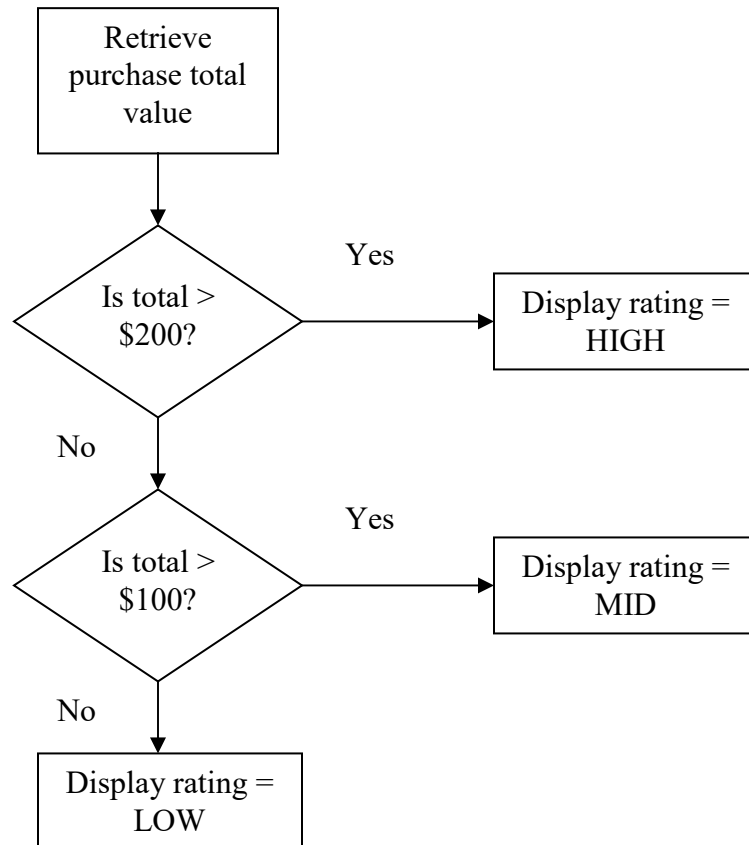 Retrieve
purchase total
value
Yes
Is total >
$200?
Display rating =
HIGH
No
Yes
Is total >
$100?
Display rating =
MID
No
Display rating =
LOW